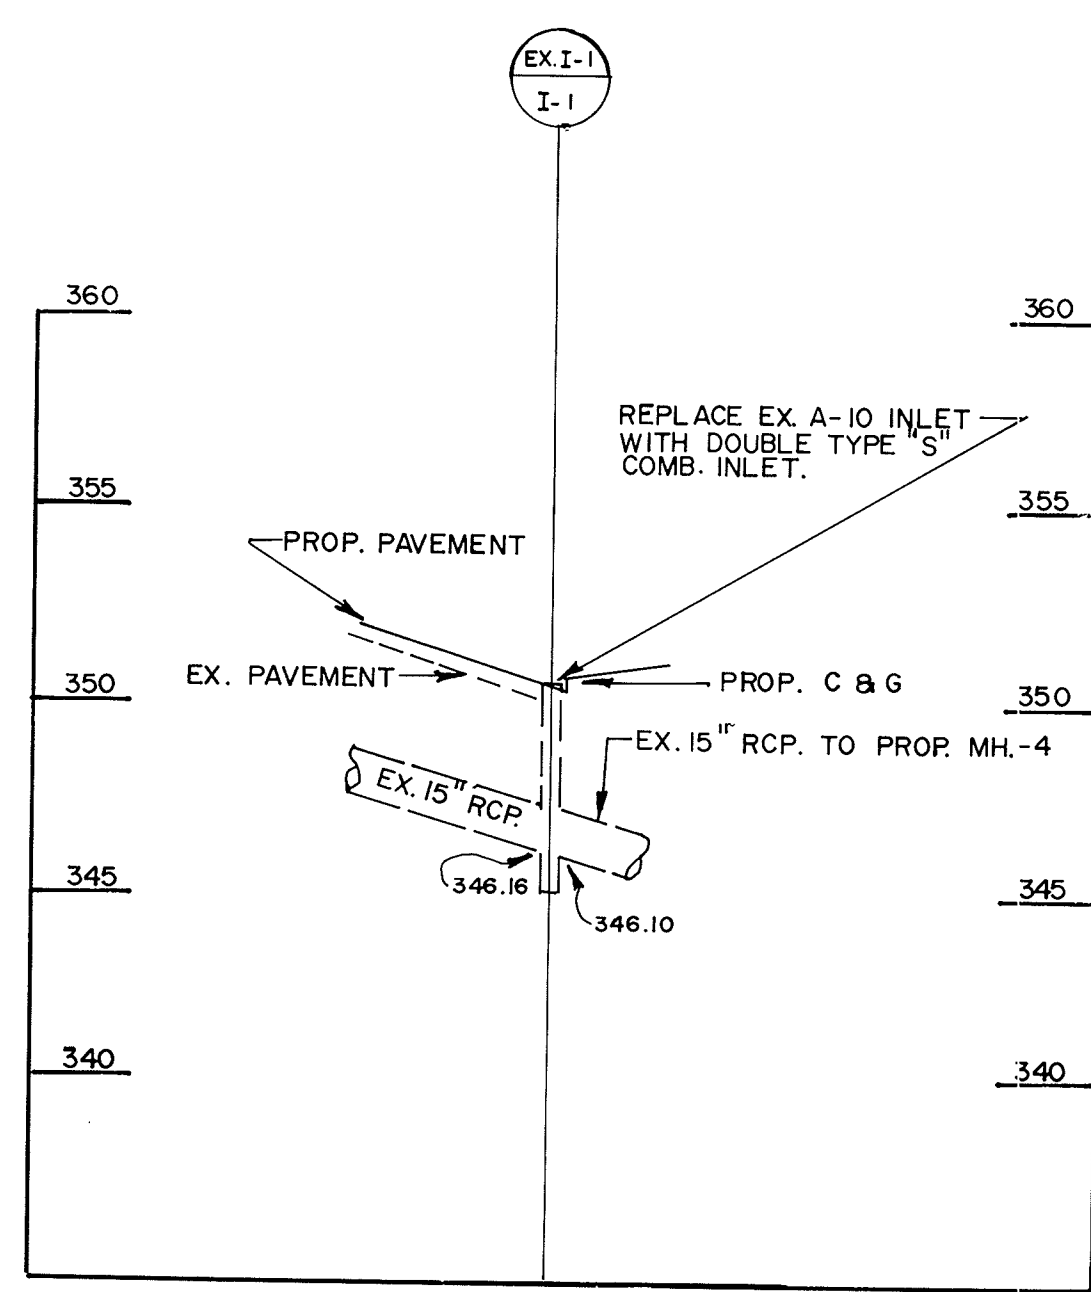 EX. I-1
I-1
360
360
REPLACE EX. A-10 INLET
WITH DOUBLE TYPE "S"
COMB. INLET.
355
355
PROP. PAVEMENT
EX. PAVEMENT
350
350
PROP. C & G
EX. 15" RCP. TO PROP. MH.-4
EX. 15" RCP.
346.16
345
345
346.10
340
340